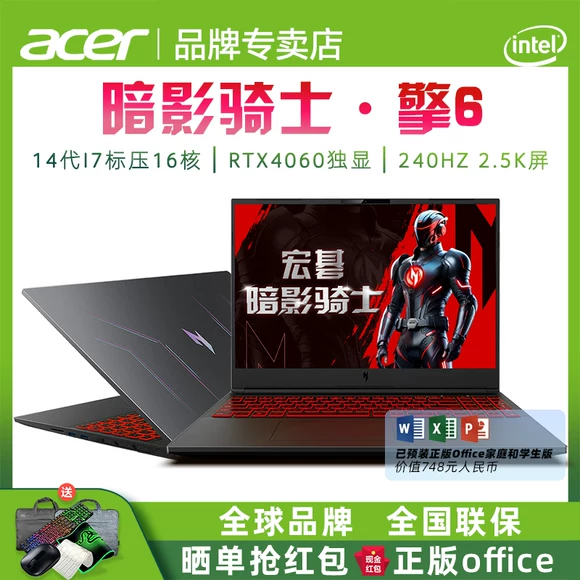 acer | 品牌专卖店
intel
暗影骑士·擎6
14代I7标压16核 | RTX4060独显 | 240HZ 2.5K屏
宏基
暗影骑士
W X P
已预装正版Office家庭和学生版
价值748元人民币
送
全球品牌 全国联保
晒单抢红包 现金红包 正版office